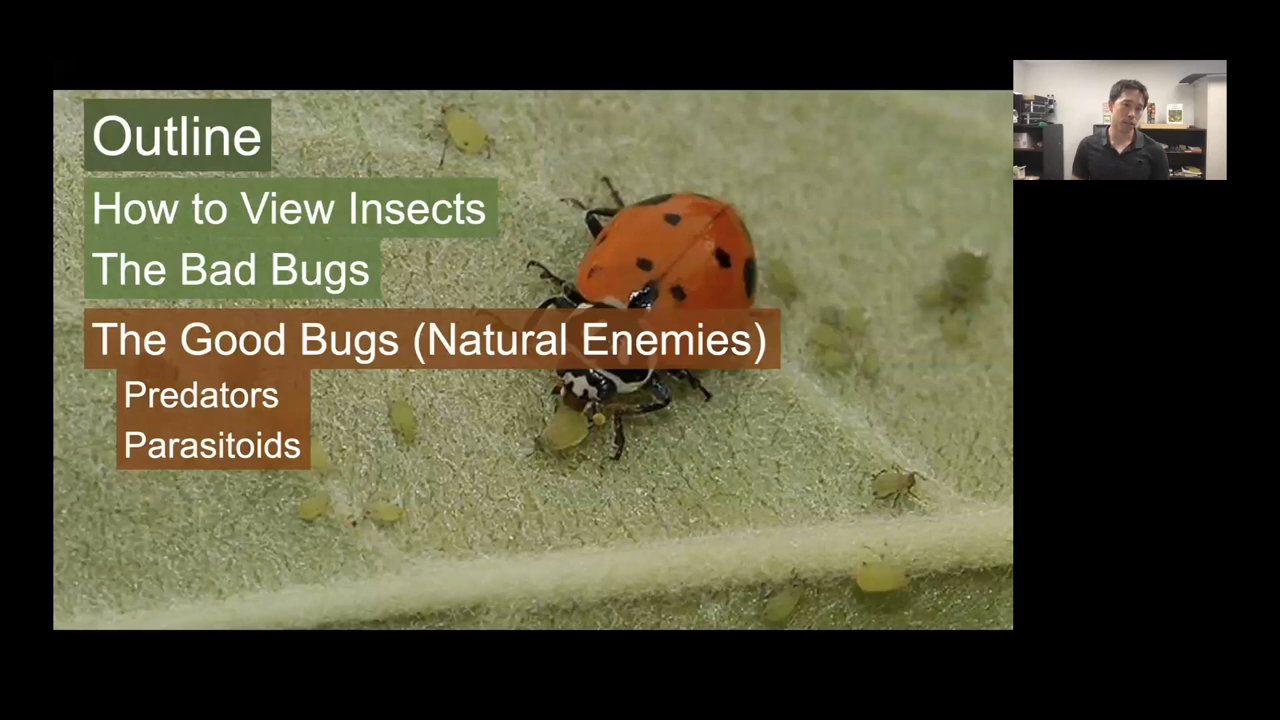 Outline
How to View Insects
The Bad Bugs
The Good Bugs (Natural Enemies)
Predators
Parasitoids